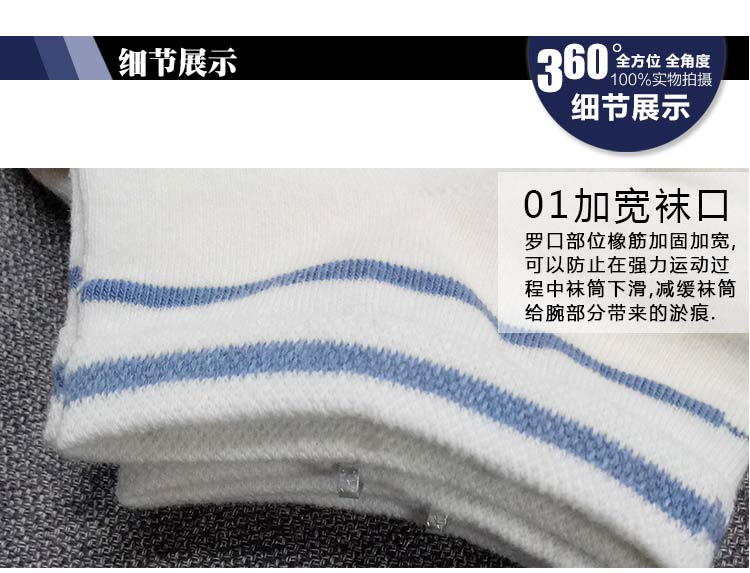 细节展示
360°全方位 全角度
100%实物拍摄
细节展示
01加宽袜口
罗口部位橡筋加固加宽,
可以防止在强力运动过
程中袜筒下滑,减缓袜筒
给腕部分带来的淤痕.